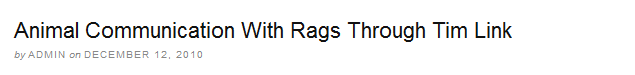 Animal Communication With Rags Through Tim Link
by ADMIN on DECEMBER 12, 2010